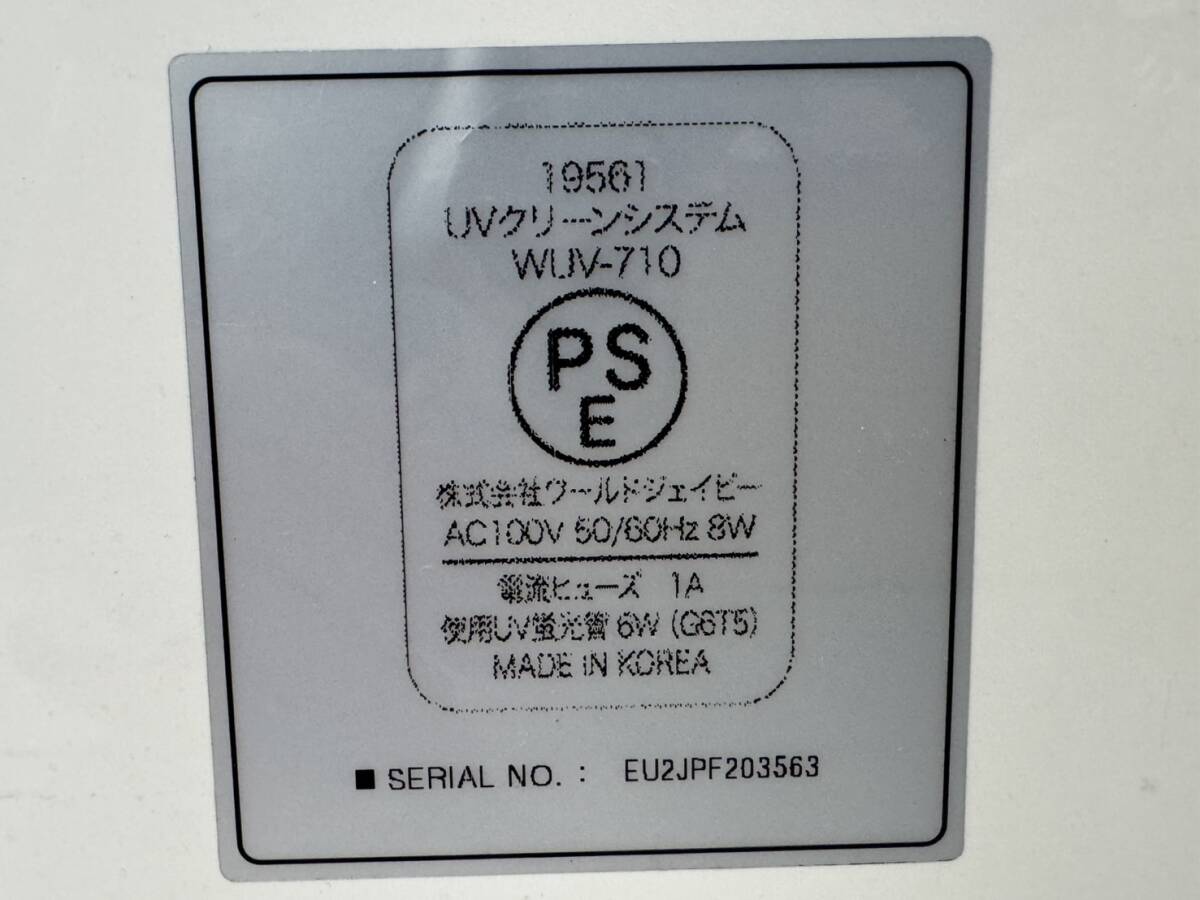 19561
UVクリーンシステム
WUV-710
PS
E
株式会社ワールドジェイビー
AC100V 50/60Hz 8W
電流ヒューズ 1A
使用UV蛍光管 6W (G6T5)
MADE IN KOREA
■ SERIAL NO. : EU2JPF203563